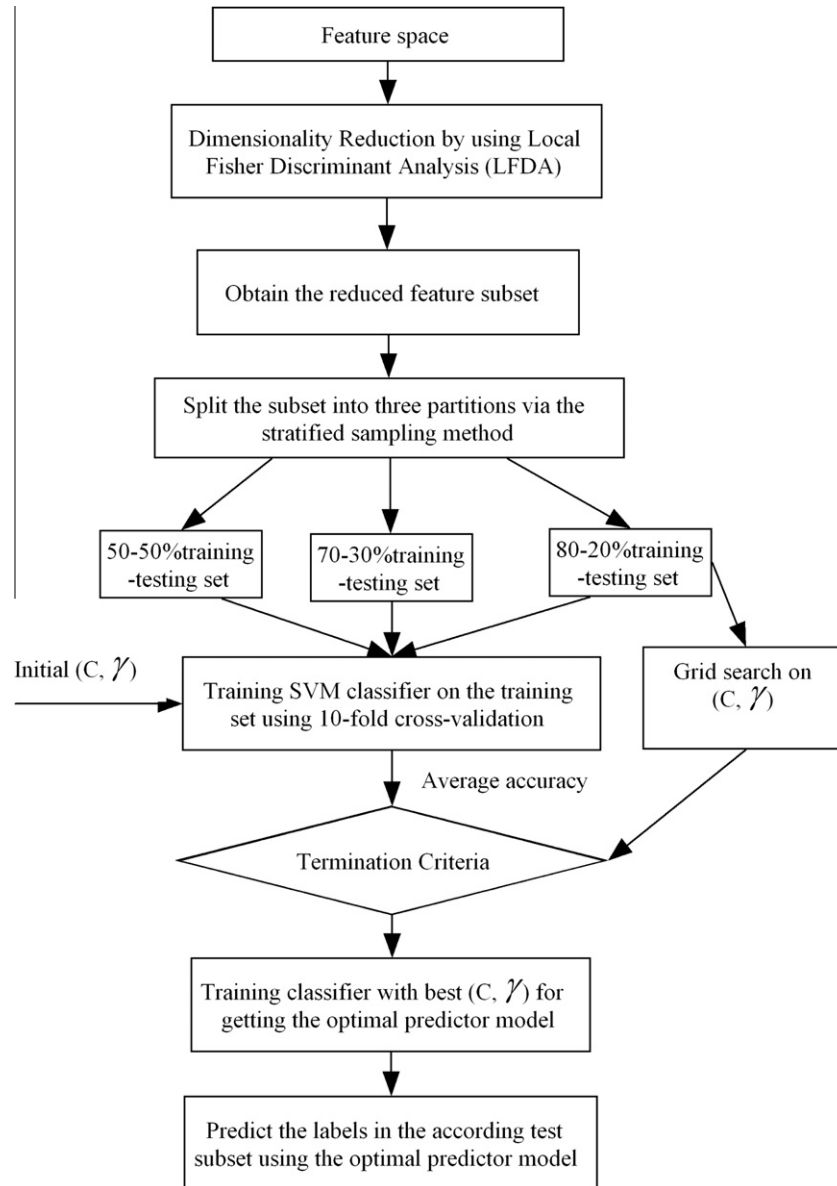 Feature space
Dimensionality Reduction by using Local
Fisher Discriminant Analysis (LFDA)
Obtain the reduced feature subset
Split the subset into three partitions via the
stratified sampling method
50-50%training
-testing set
70-30%training
-testing set
80-20%training
-testing set
Initial (C, γ)
Training SVM classifier on the training
set using 10-fold cross-validation
Grid search on
(C, γ)
Average accuracy
Termination Criteria
Training classifier with best (C, γ) for
getting the optimal predictor model
Predict the labels in the according test
subset using the optimal predictor model